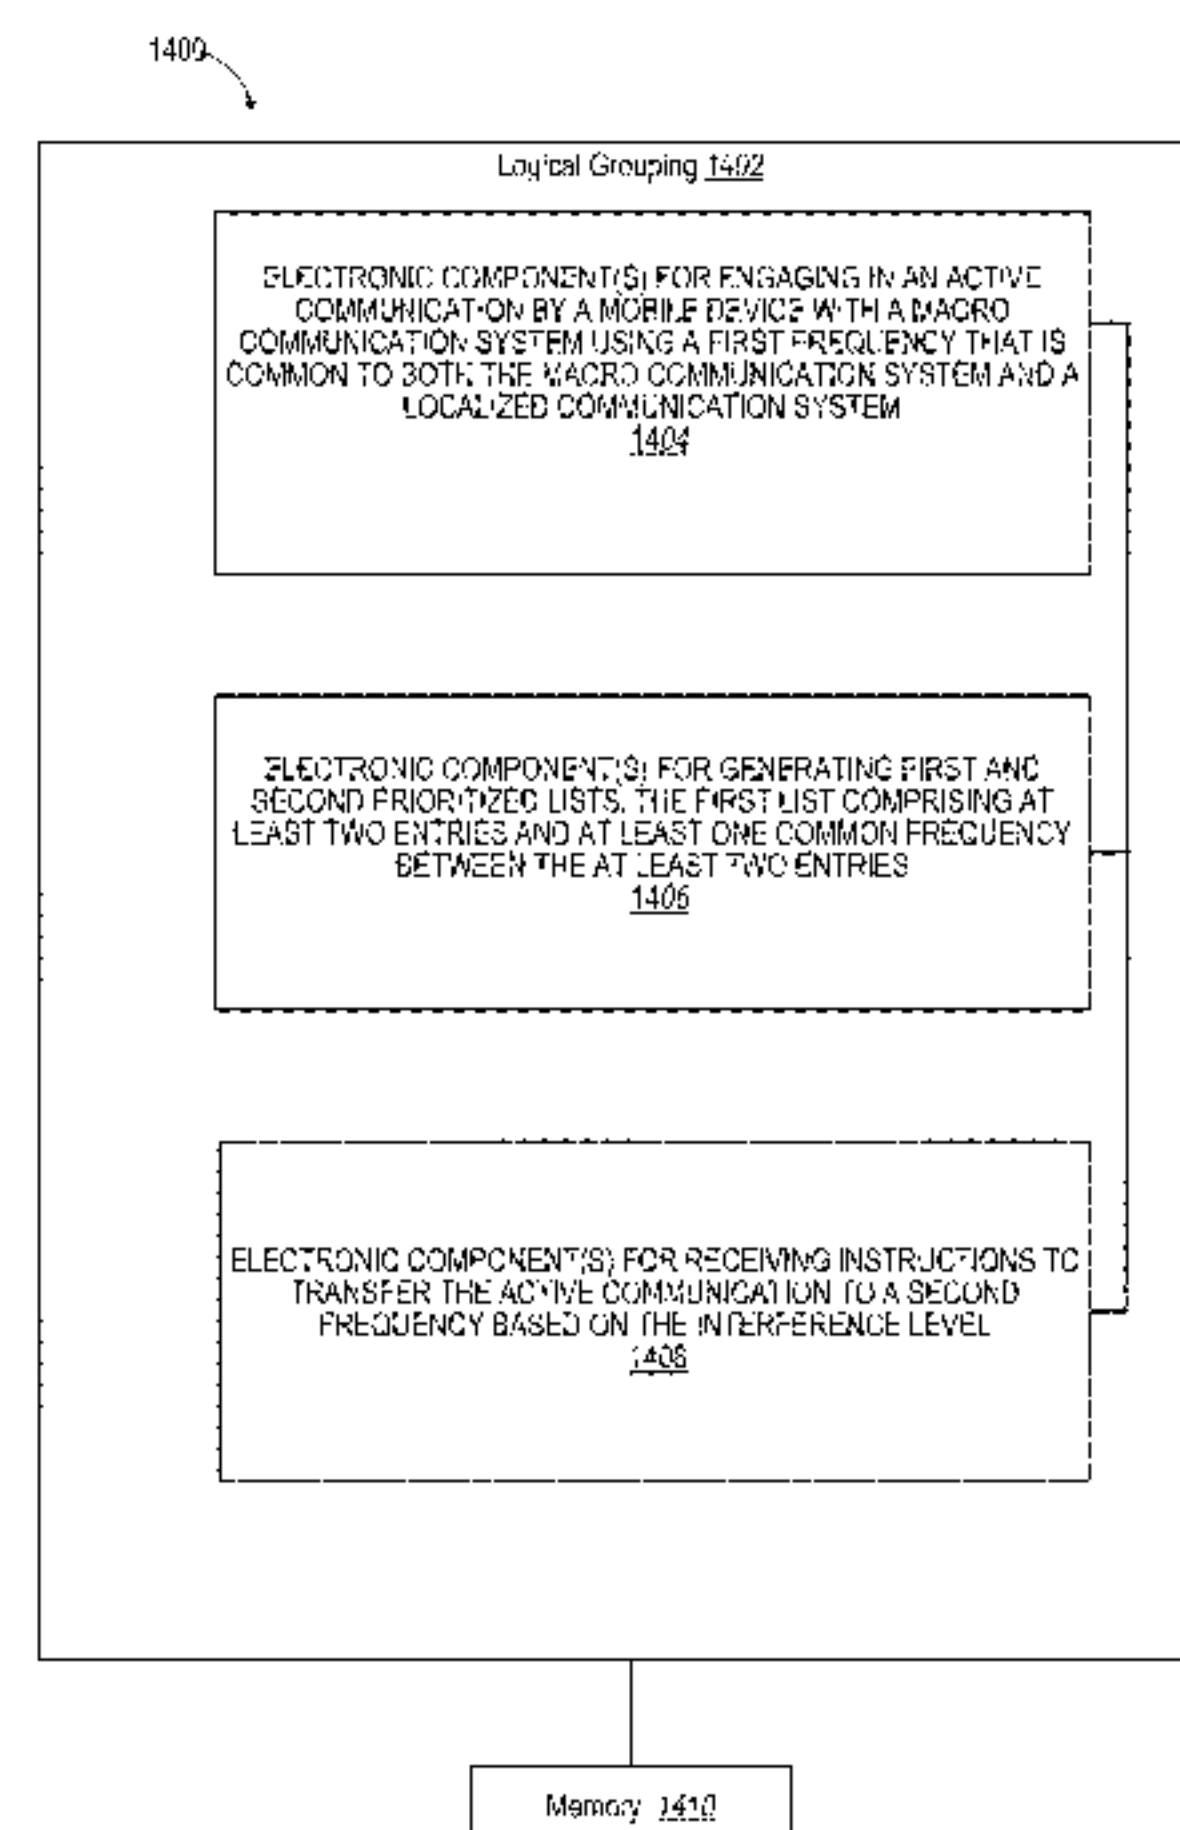 1400
Logical Grouping 1402
ELECTRONIC COMPONENT(S) FOR ENGAGING IN AN ACTIVE
COMMUNICATION BY A MOBILE DEVICE WITH A MACRO
COMMUNICATION SYSTEM USING A FIRST FREQUENCY THAT IS
COMMON TO BOTH THE MACRO COMMUNICATION SYSTEM AND A
LOCALIZED COMMUNICATION SYSTEM
1404
ELECTRONIC COMPONENT(S) FOR GENERATING FIRST AND
SECOND PRIORITIZED LISTS, THE FIRST LIST COMPRISING AT
LEAST TWO ENTRIES AND AT LEAST ONE COMMON FREQUENCY
BETWEEN THE AT LEAST TWO ENTRIES
1406
ELECTRONIC COMPONENT(S) FOR RECEIVING INSTRUCTIONS TO
TRANSFER THE ACTIVE COMMUNICATION TO A SECOND
FREQUENCY BASED ON THE INTERFERENCE LEVEL
1408
Memory 1410